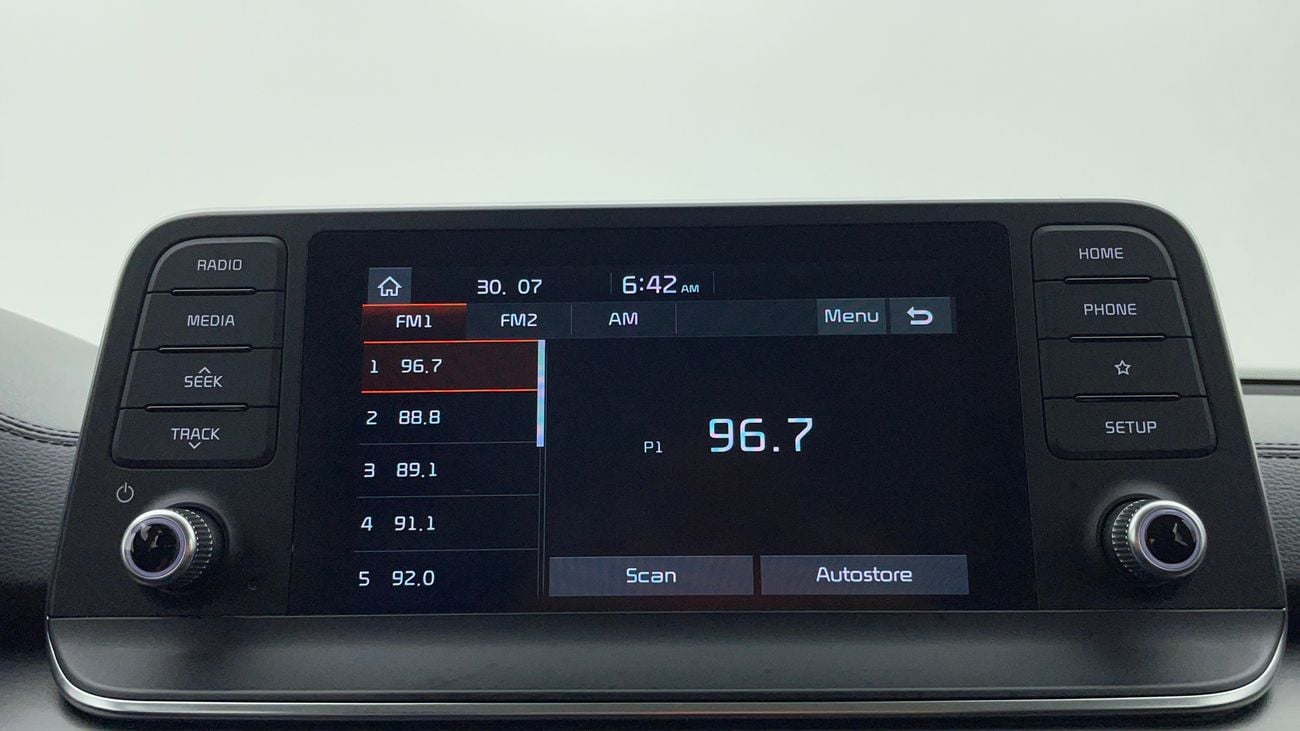 RADIO
MEDIA
SEEK
TRACK
30. 07 6:42 AM
FM1 FM2 AM Menu
1 96.7
2 88.8
3 89.1
4 91.1
5 92.0
P1 96.7
Scan Autostore
HOME
PHONE
SETUP